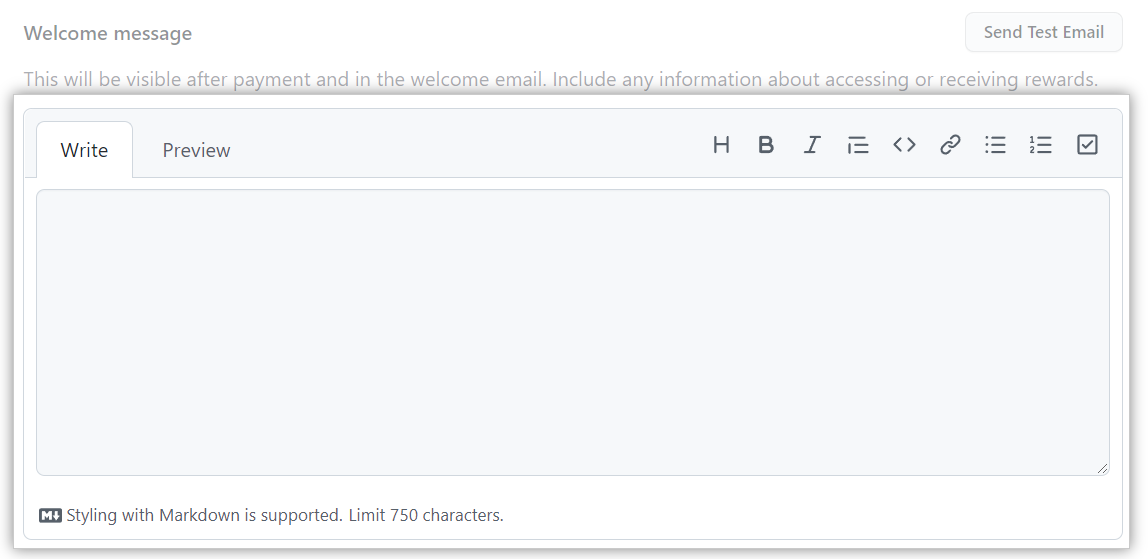 Welcome message
Send Test Email
This will be visible after payment and in the welcome email. Include any information about accessing or receiving rewards.
Write
Preview
H B I
Styling with Markdown is supported. Limit 750 characters.